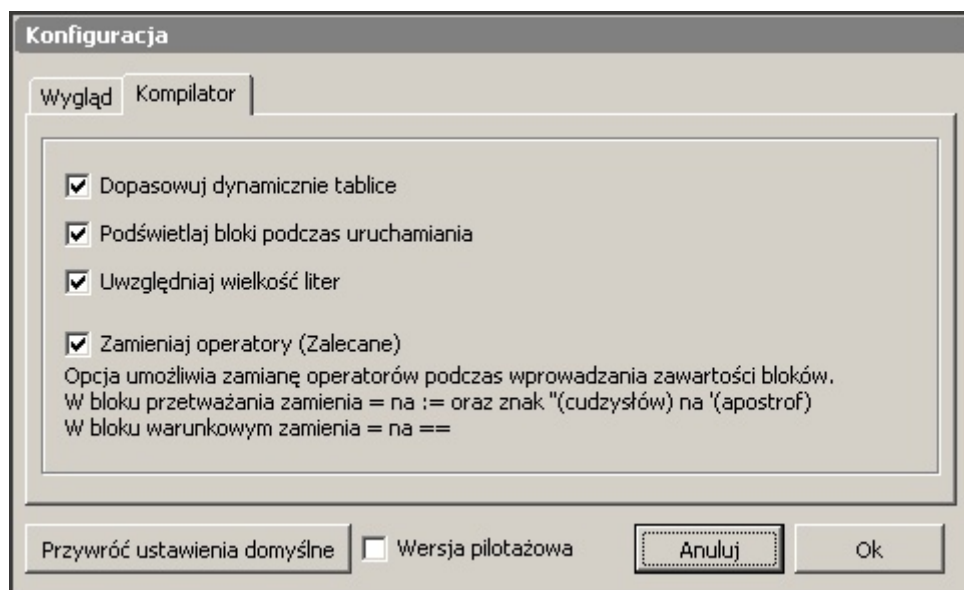 Konfiguracja
Wygląd
Kompilator
Dopasowuj dynamicznie tablice
Podświetlaj bloki podczas uruchamiania
Uwzględniaj wielkość liter
Zamieniaj operatory (Zalecane)
Opcja umożliwia zamianę operatorów podczas wprowadzania zawartości bloków.
W bloku przetważania zamienia = na := oraz znak "(cudzysłów) na '(apostrof)
W bloku warunkowym zamienia = na ==
Przywróć ustawienia domyślne
Wersja pilotażowa
Anuluj
Ok